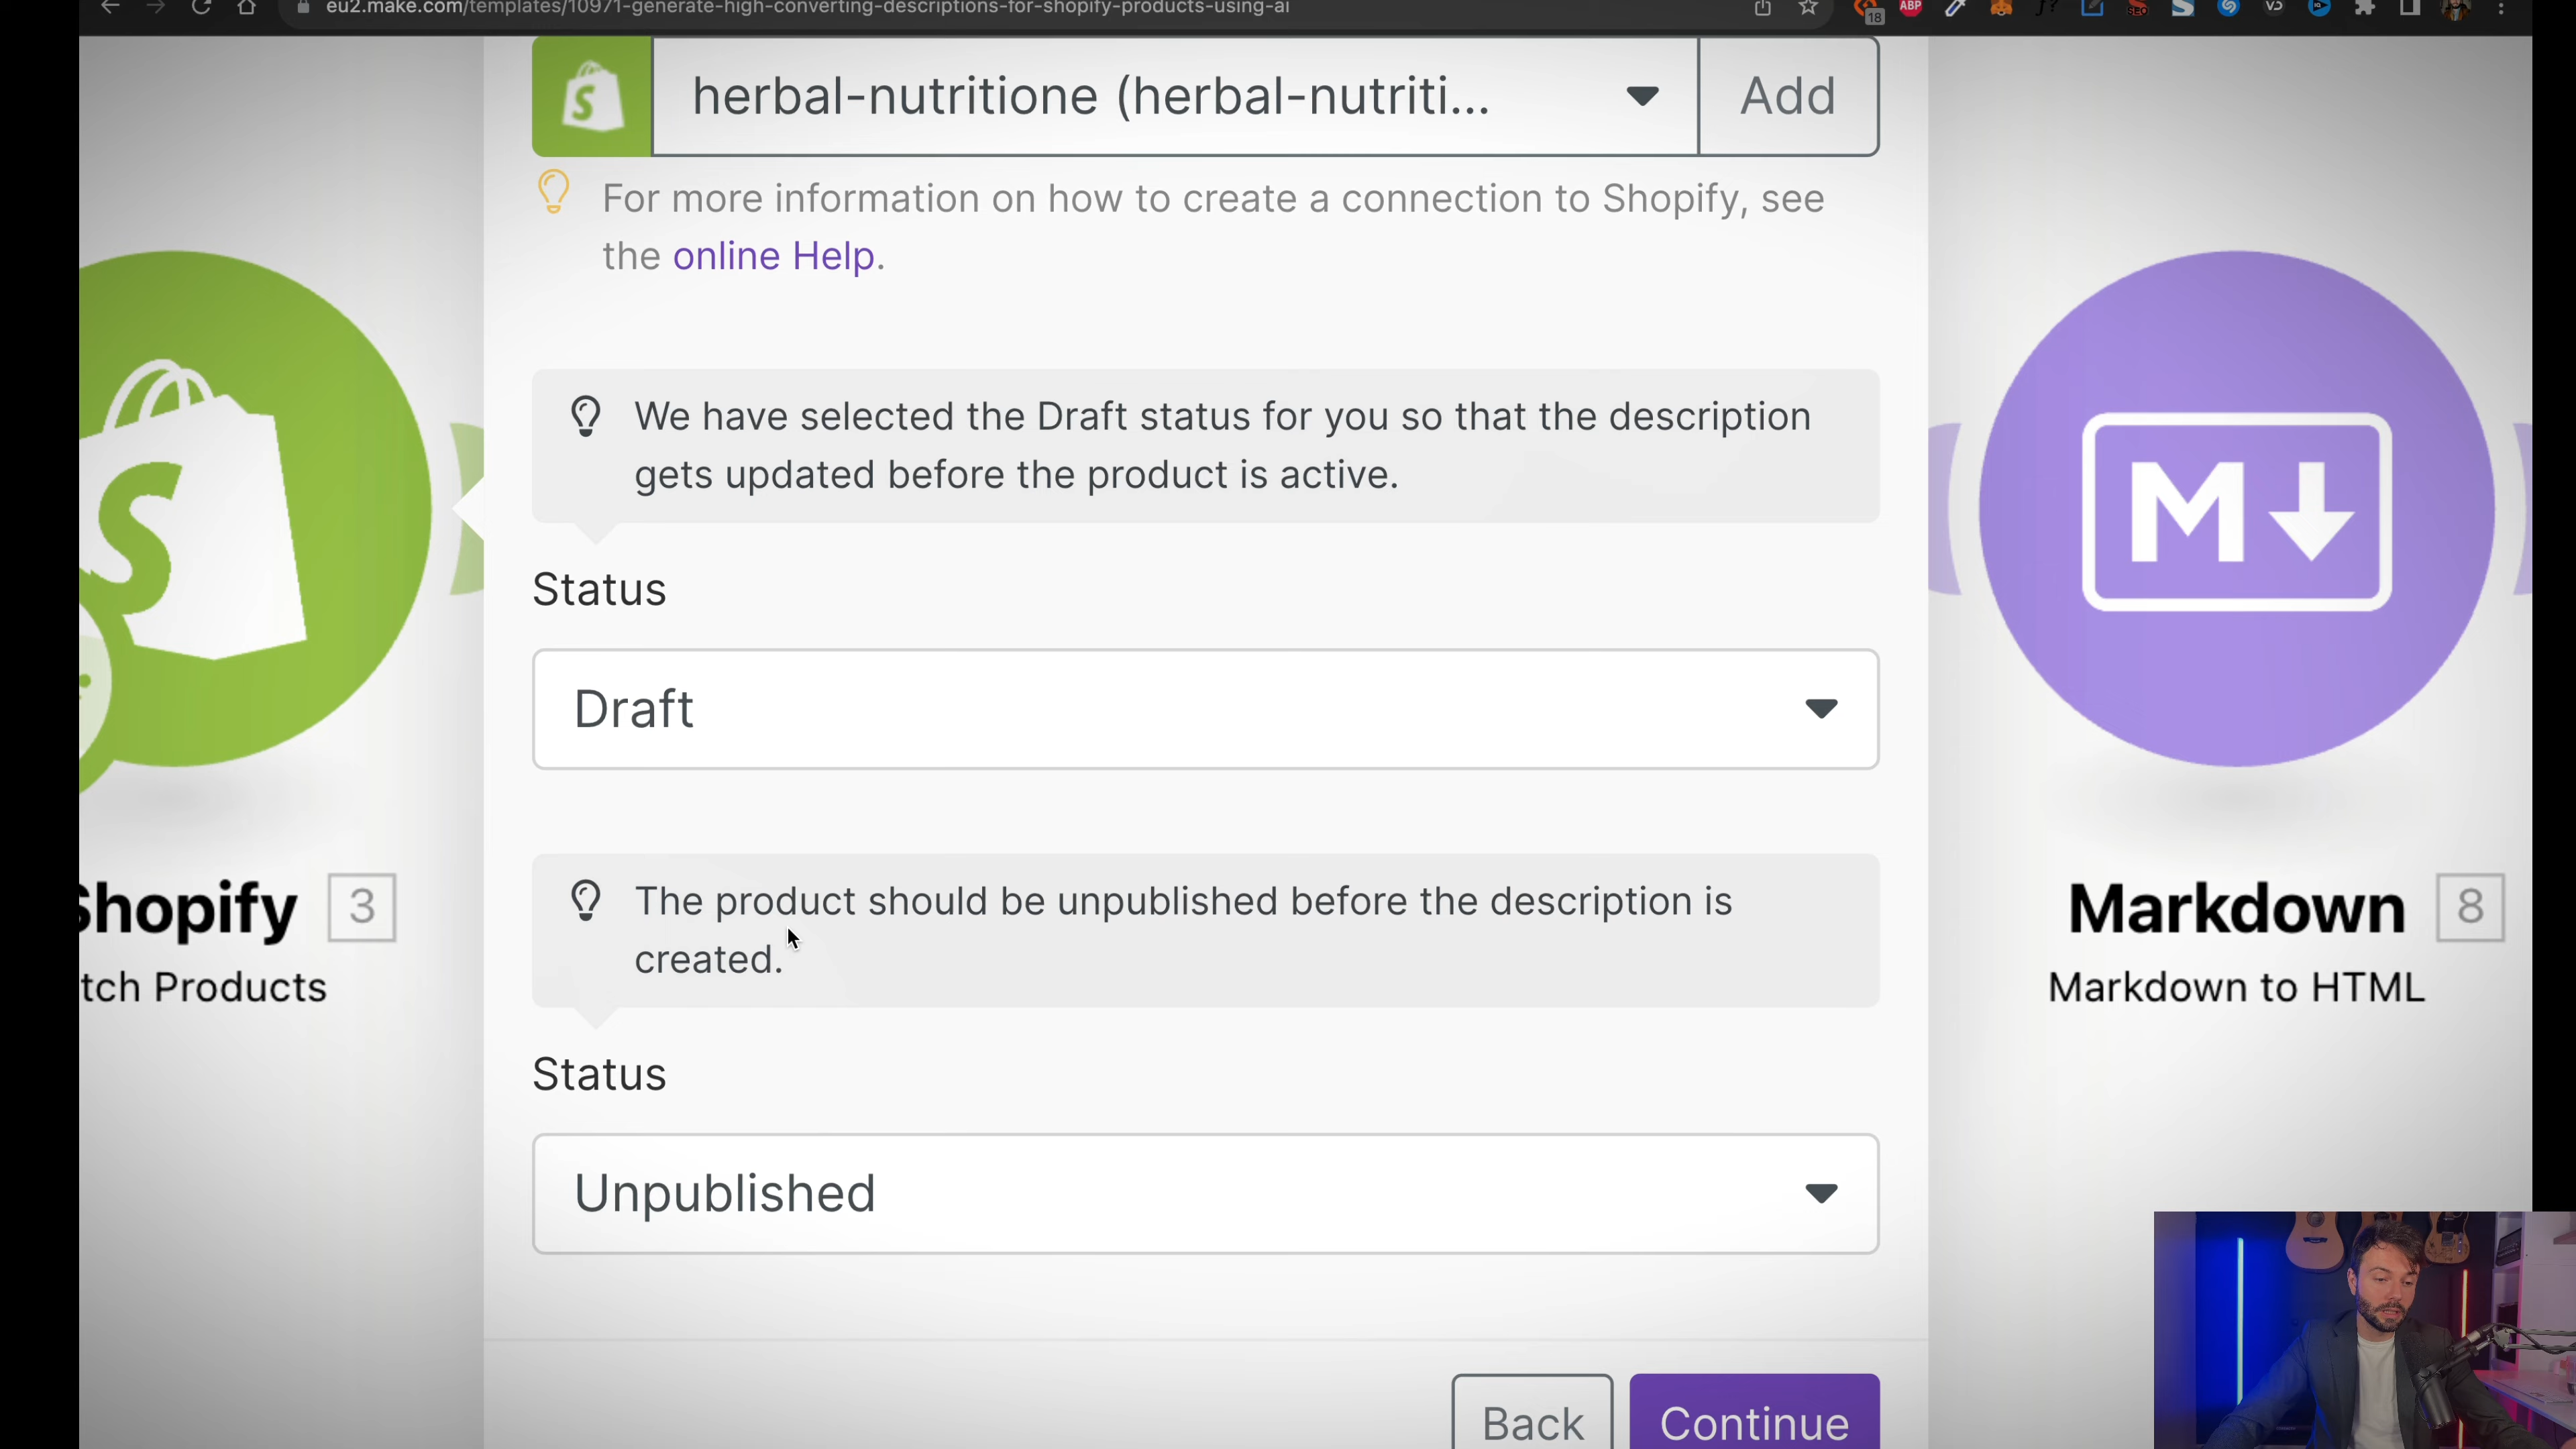 eu2.make.com/templates/10971-generate-high-converting-descriptions-for-shopify-products-using-ai
18
ABP
SEO
herbal-nutritione (herbal-nutriti...
Add
For more information on how to create a connection to Shopify, see
the online Help.
We have selected the Draft status for you so that the description
gets updated before the product is active.
Status
Draft
The product should be unpublished before the description is
created.
Status
Unpublished
Back
Continue
Shopify 3
tch Products
Markdown 8
Markdown to HTML